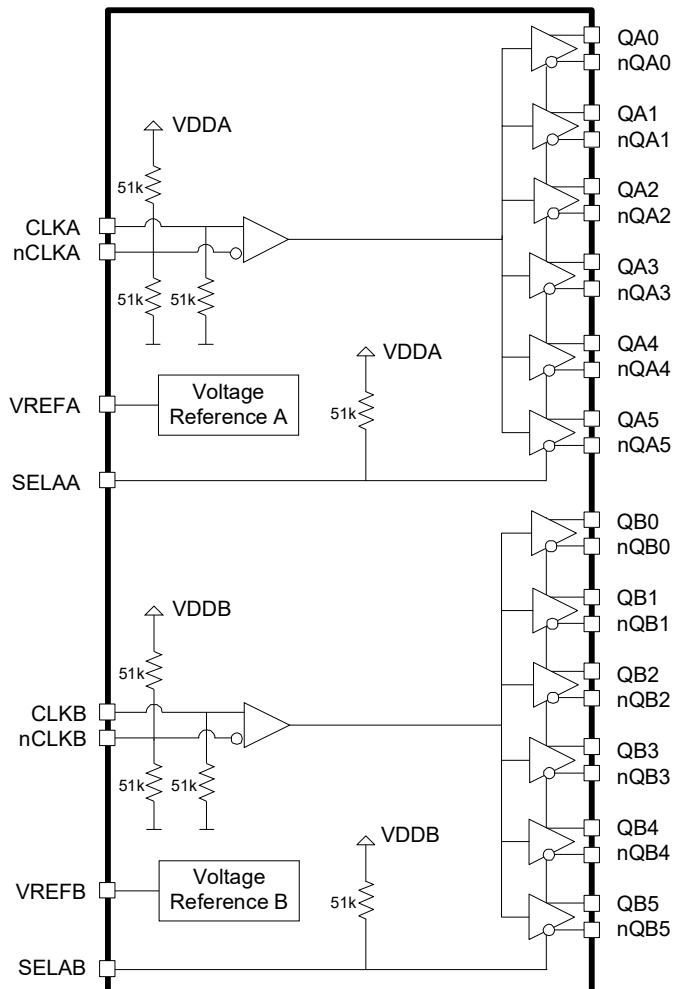 QA0
nQA0
QA1
nQA1
VDDA
51k
QA2
nQA2
CLKA
nCLKA
QA3
nQA3
51k
51k
VDDA
QA4
nQA4
VREFA
Voltage
Reference A
51k
QA5
nQA5
SELAA
QB0
nQB0
VDDB
QB1
nQB1
51k
QB2
nQB2
CLKB
nCLKB
QB3
nQB3
51k
51k
VDDB
QB4
nQB4
VREFB
Voltage
Reference B
51k
QB5
nQB5
SELAB